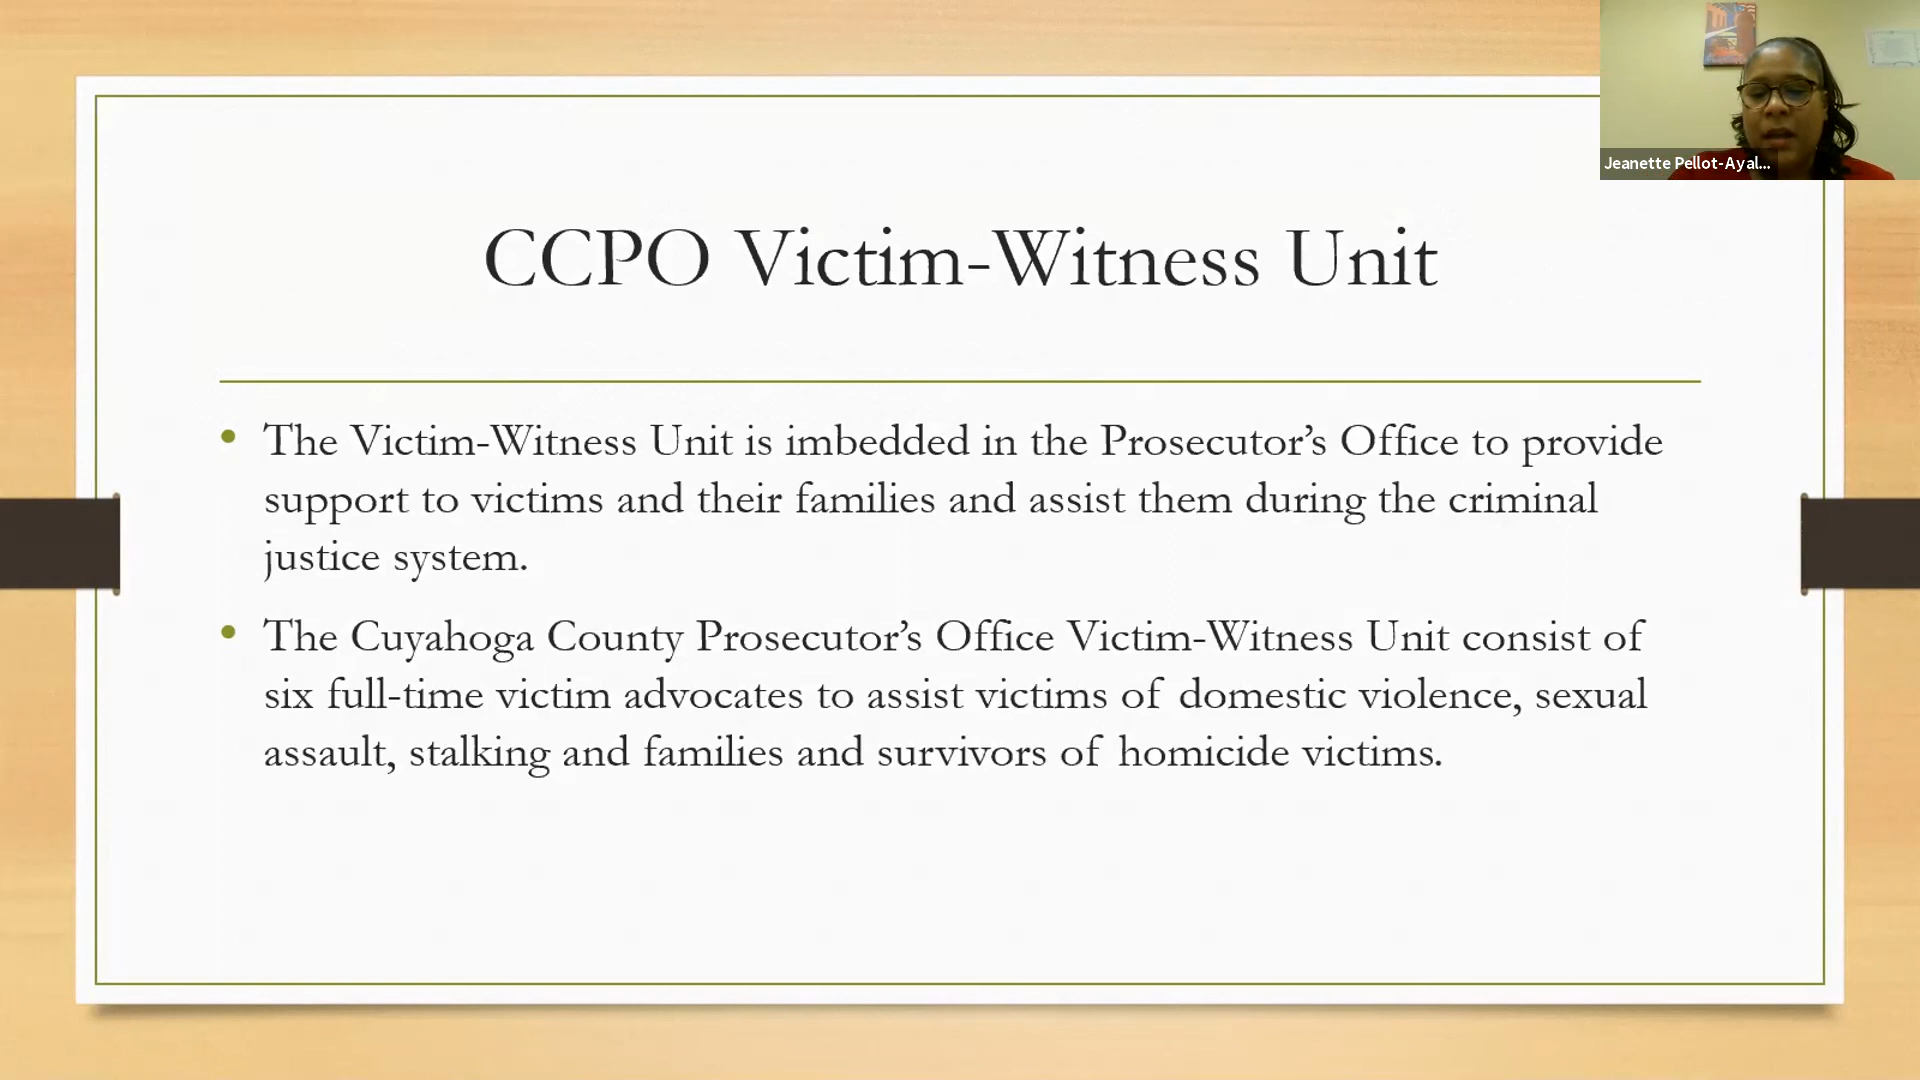 Jeanette Pellot-Ayal...
CCPO Victim-Witness Unit
• The Victim-Witness Unit is imbedded in the Prosecutor’s Office to provide
support to victims and their families and assist them during the criminal
justice system.
• The Cuyahoga County Prosecutor’s Office Victim-Witness Unit consist of
six full-time victim advocates to assist victims of domestic violence, sexual
assault, stalking and families and survivors of homicide victims.